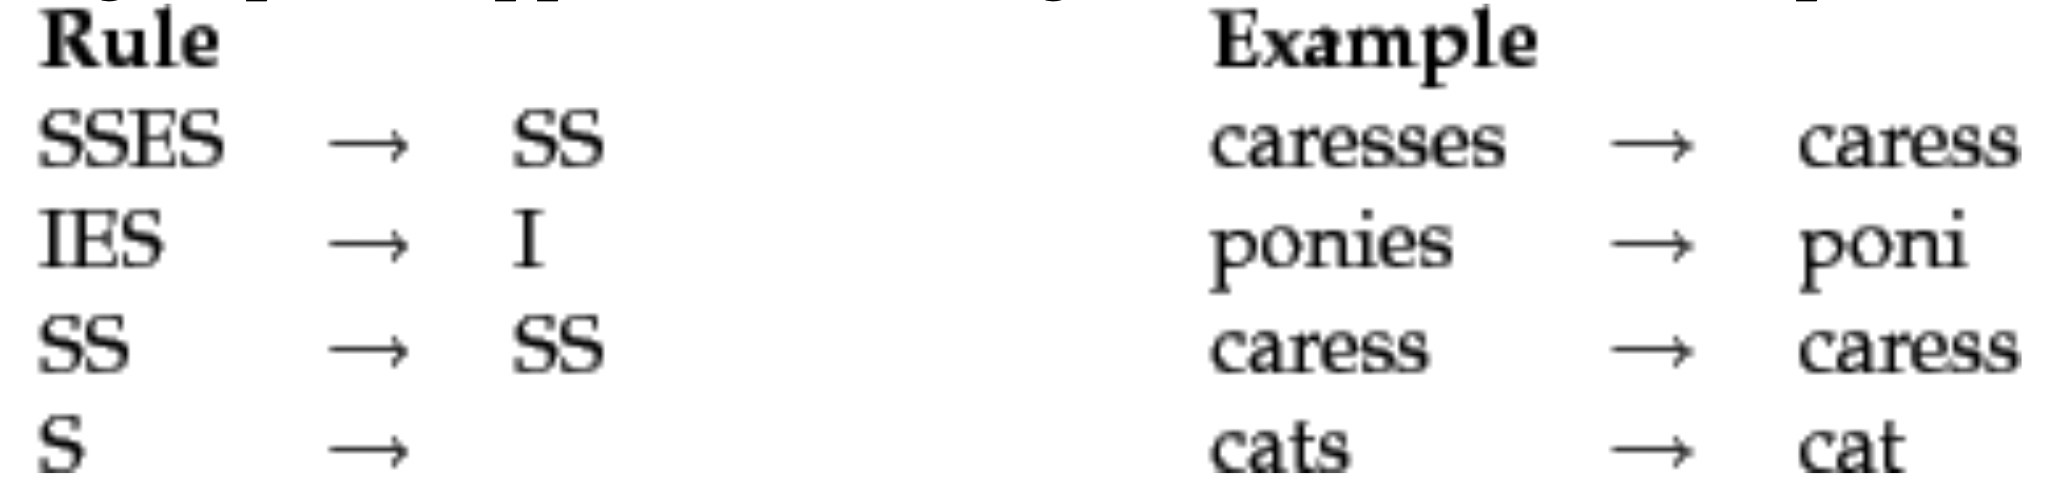 Rule Example
SSES → SS caresses → caress
IES → I ponies → poni
SS → SS caress → caress
S → cats → cat